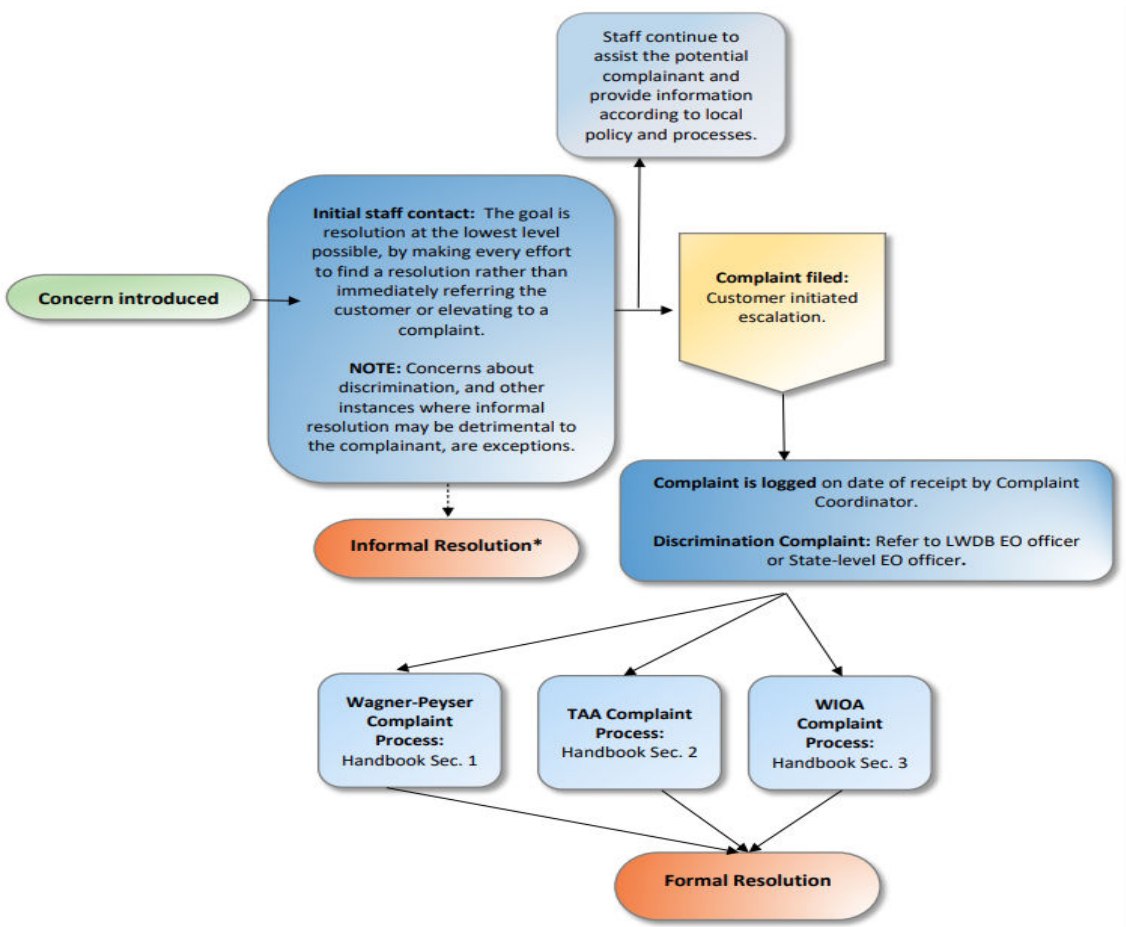 Staff continue to
assist the potential
complainant and
provide information
according to local
policy and processes.
Concern introduced
Initial staff contact: The goal is
resolution at the lowest level
possible, by making every effort
to find a resolution rather than
immediately referring the
customer or elevating to a
complaint.
NOTE: Concerns about
discrimination, and other
instances where informal
resolution may be detrimental to
the complainant, are exceptions.
Complaint filed:
Customer initiated
escalation.
Informal Resolution*
Complaint is logged on date of receipt by Complaint
Coordinator.
Discrimination Complaint: Refer to LWDB EO officer
or State-level EO officer.
Wagner-Peyser
Complaint
Process:
Handbook Sec. 1
TAA Complaint
Process:
Handbook Sec. 2
WIOA
Complaint
Process:
Handbook Sec. 3
Formal Resolution